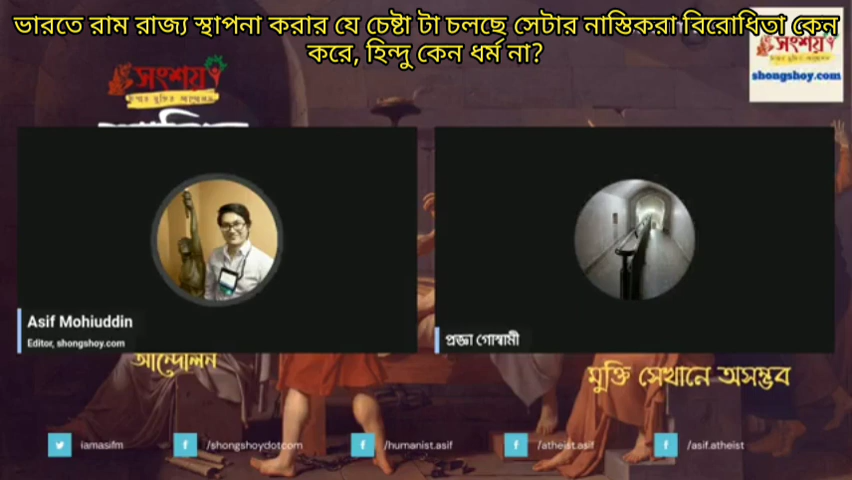 ভারতে রাম রাজ্য স্থাপনা করার যে চেষ্টা টা চলছে সেটার নাস্তিকরা বিরোধিতা কেন
করে, হিন্দু কেন ধর্ম না?
সংশয়
সংশয়
shongshoy.com
Asif Mohiuddin
Editor, shongshoy.com
প্রজ্ঞা গোস্বামী
আন্দোলন
মুক্তি সেখানে অসম্ভব
iamasifm
/shongshoydotcom
/humanist.asif
/atheist.asif
/asif.atheist